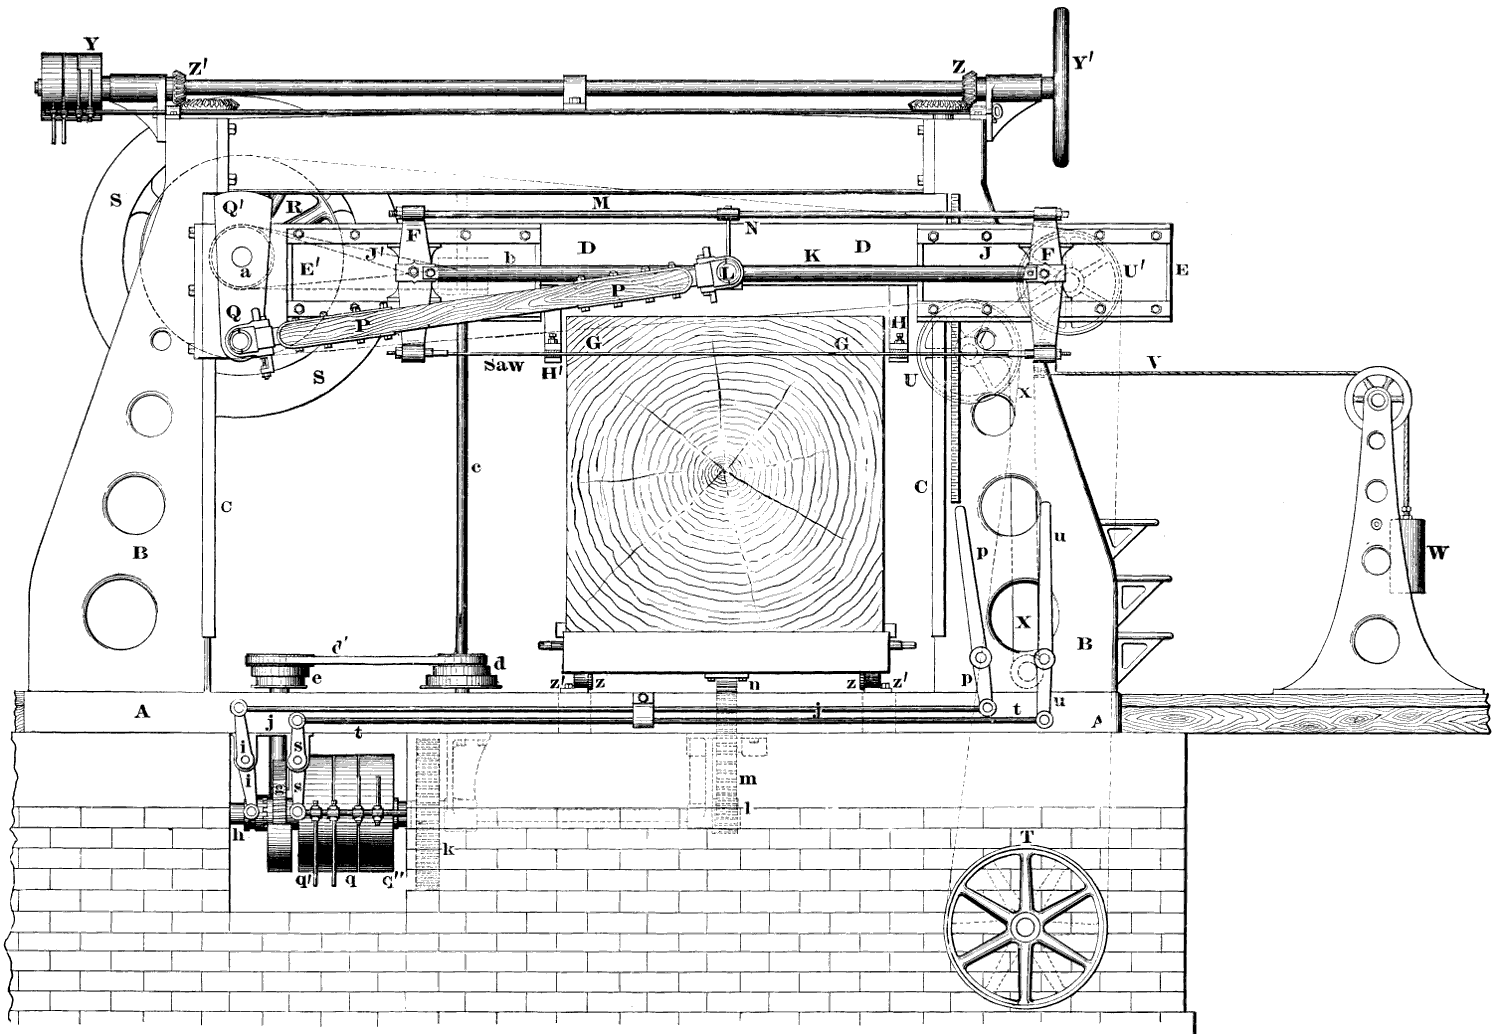 Y
Z' Z Y'
S Q' R M N
F D D K J F
J' b E' a L U' E
P P Q
H G G H'
S Saw U X V
c C C
B p u W
X B
d' d e
z' z n z z' p u
A j t j t A
i s i s
h m l k
q' q q''
T